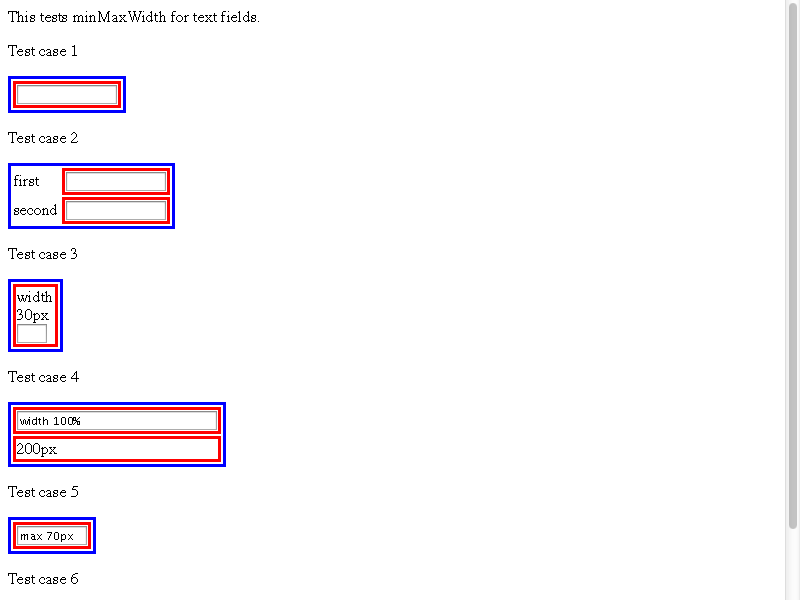 This tests minMaxWidth for text fields.
Test case 1
Test case 2
first
second
Test case 3
width
30px
Test case 4
width 100%
200px
Test case 5
max 70px
Test case 6